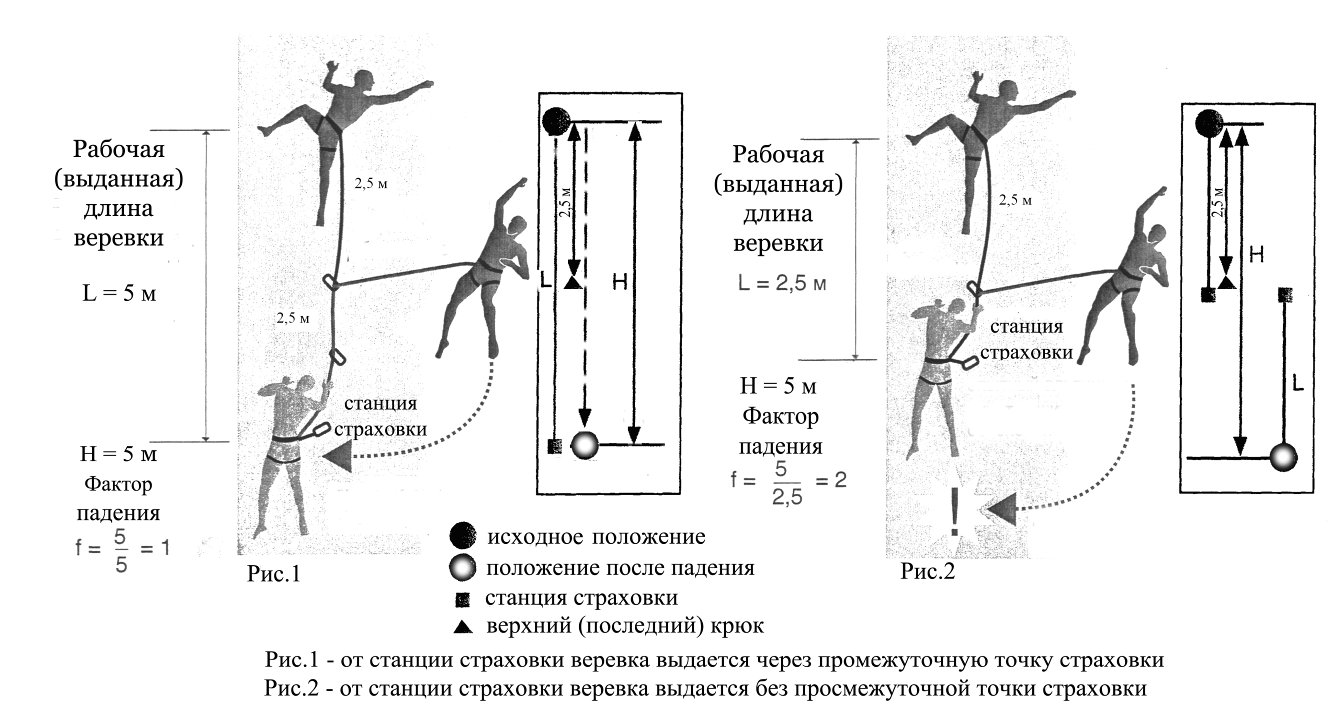 Рабочая
(выданная)
длина
веревки
L = 5 м
H = 5 м
Фактор
падения
f = 5/5 = 1
2,5 м
2,5 м
станция
страховки
Рис.1
2,5 м
L
H
Рабочая
(выданная)
длина
веревки
L = 2,5 м
H = 5 м
Фактор
падения
f = 5/2,5 = 2
2,5 м
станция
страховки
!
Рис.2
2,5 м
H
L
исходное положение
положение после падения
станция страховки
верхний (последний) крюк
Рис.1 - от станции страховки веревка выдается через промежуточную точку страховки
Рис.2 - от станции страховки веревка выдается без просмежуточной точки страховки